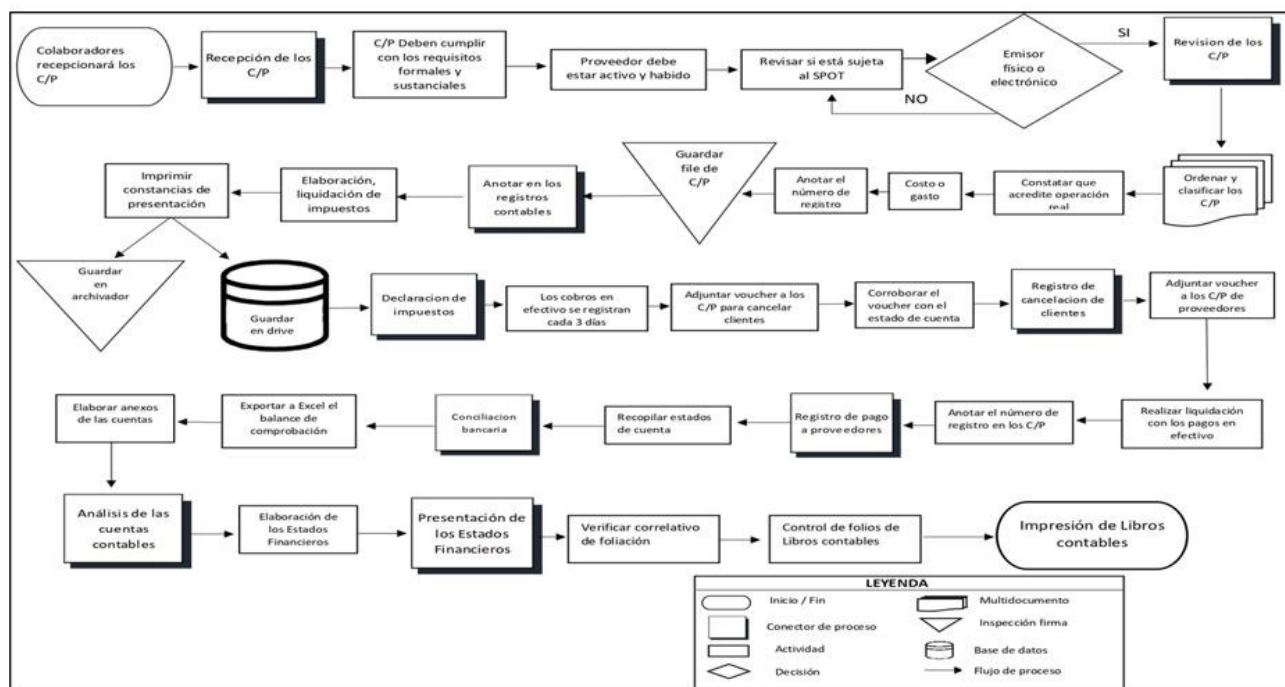 Colaboradores
recepcionará los
C/P
Recepción de los
C/P
C/P Deben cumplir
con los requisitos
formales y
sustanciales
Proveedor debe
estar activo y habido
Revisar si está sujeta
al SPOT
Emisor
físico o
electrónico
SI
NO
Revision de los
C/P
Imprimir
constancias de
presentación
Elaboración,
liquidación de
impuestos
Anotar en los
registros contables
Guardar
file de
C/P
Anotar el
número de
registro
Costo o
gasto
Constatar que
acredite operación
real
Ordenar y
clasificar los
C/P
Guardar
en
archivador
Guardar
en drive
Declaracion de
impuestos
Los cobros en
efectivo se registran
cada 3 días
Adjuntar voucher a los
C/P para cancelar
clientes
Corroborar el
voucher con el
estado de cuenta
Registro de
cancelacion de
clientes
Adjuntar voucher
a los C/P de
proveedores
Elaborar anexos
de las cuentas
Exportar a Excel el
balance de
comprobación
Conciliacion
bancaria
Recopilar estados
de cuenta
Registro de pago
a proveedores
Anotar el número de
registro en los C/P
Realizar liquidación
con los pagos en
efectivo
Análisis de las
cuentas
contables
Elaboración de
los Estados
Financieros
Presentación de
los Estados
Financieros
Verificar correlativo
de foliación
Control de folios de
Libros contables
Impresión de Libros
contables
LEYENDA
Inicio / Fin
Multidocumento
Conector de proceso
Inspección firma
Actividad
Base de datos
Decisión
Flujo de proceso